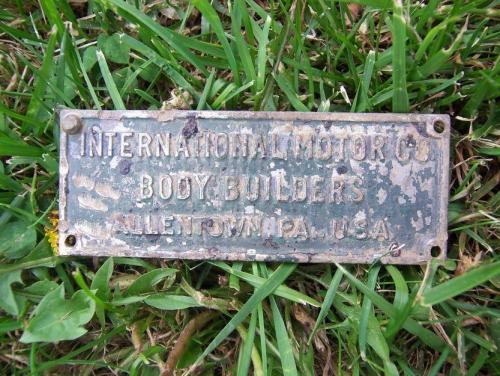 INTERNATIONAL MOTOR CO.
BODY BUILDERS
ALLENTOWN, PA., U.S.A.